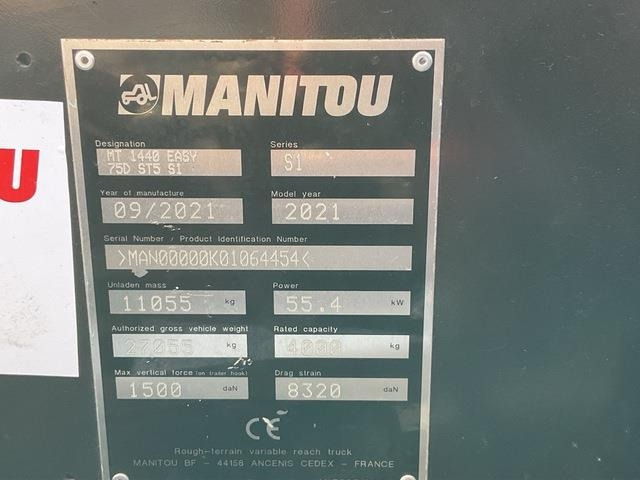 MANITOU
U
Designation
Series
MT 1440 EASY
75D ST5 S1
S1
Year of manufacture
Model year
09/2021
2021
Serial Number / Product Identification Number
>MAN00000K01064454<
Unladen mass
Power
11055 kg
55.4 kW
Authorized gross vehicle weight
Rated capacity
27055 kg
4000 kg
Max vertical force (on trailer hook)
Drag strain
1500 daN
8320 daN
CE
Rough-terrain variable reach truck
MANITOU BF - 44158 ANCENIS CEDEX - FRANCE